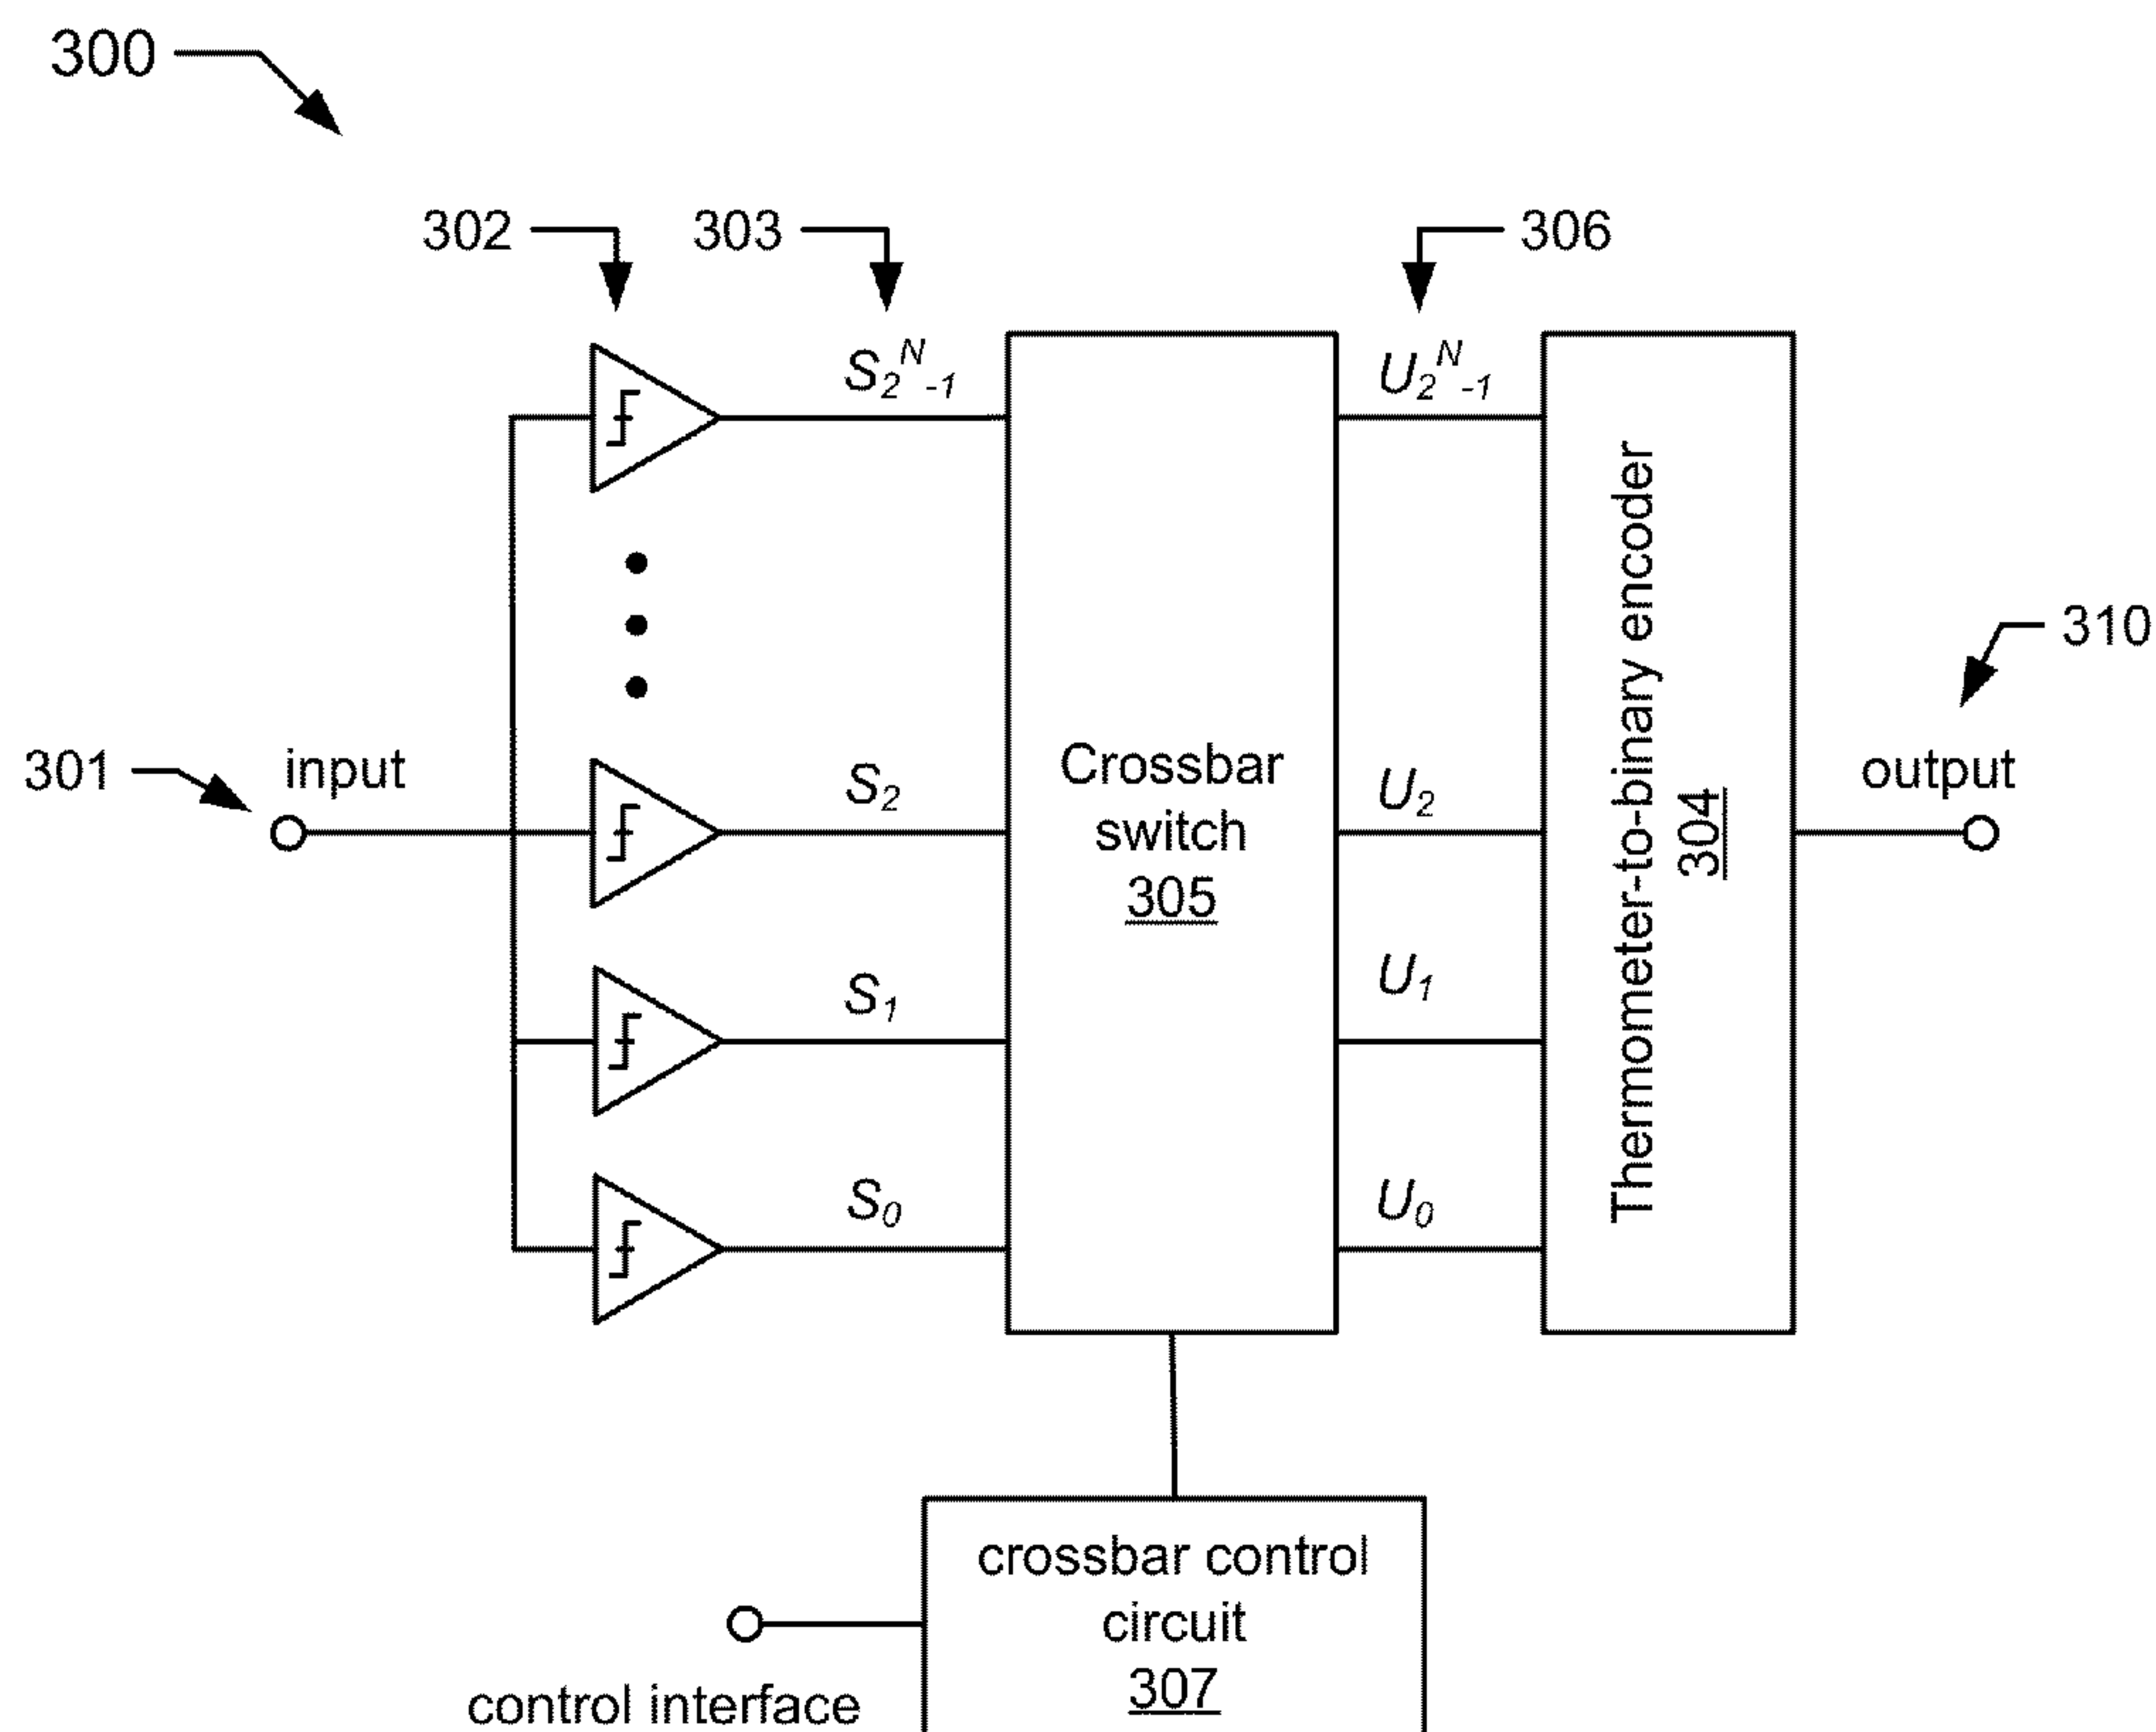 300
302
303
306
S₂ᴺ₋₁
U₂ᴺ₋₁
310
301
input
S₂
Crossbar
switch
305
U₂
Thermometer-to-binary encoder
304
output
S₁
U₁
S₀
U₀
crossbar control
circuit
307
control interface